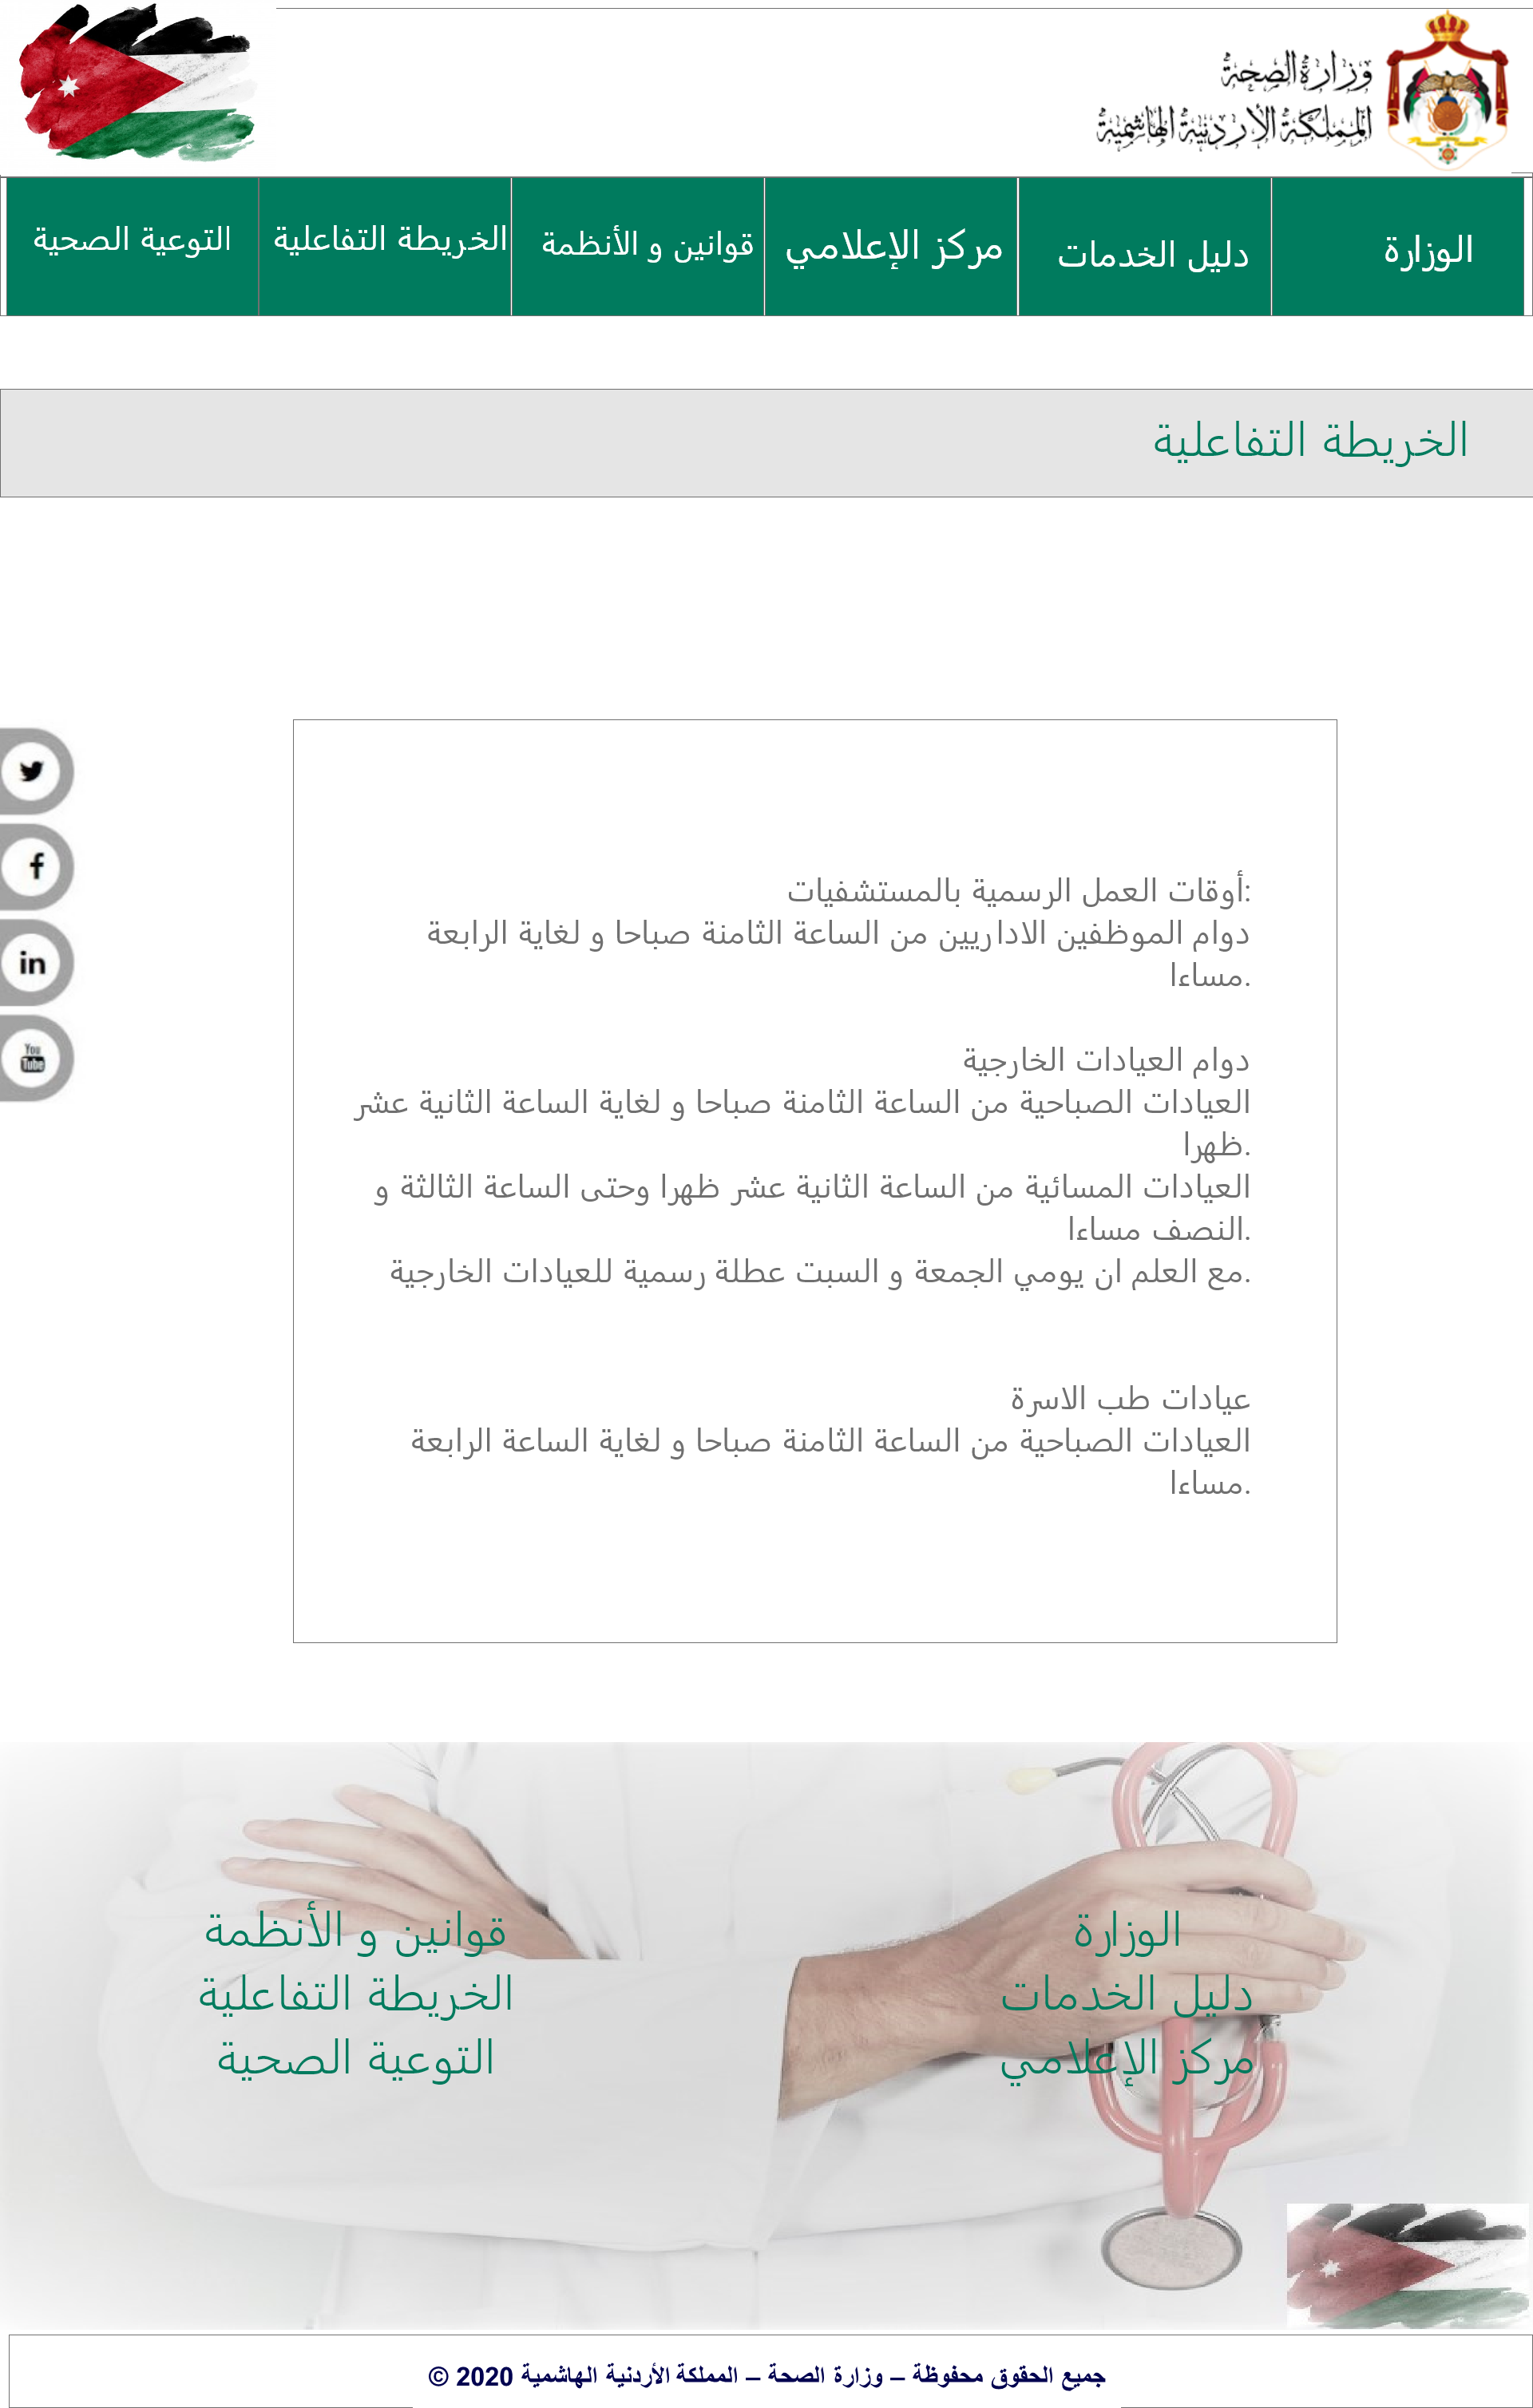 وزارة الصحة
المملكة الأردنية الهاشمية
الوزارة
دليل الخدمات
مركز الإعلامي
قوانين و الأنظمة
الخريطة التفاعلية
التوعية الصحية
الخريطة التفاعلية
f
in
You
Tube
أوقات العمل الرسمية بالمستشفيات:
دوام الموظفين الاداريين من الساعة الثامنة صباحا و لغاية الرابعة
مساءا.
دوام العيادات الخارجية
العيادات الصباحية من الساعة الثامنة صباحا و لغاية الساعة الثانية عشر
ظهرا.
العيادات المسائية من الساعة الثانية عشر ظهرا وحتى الساعة الثالثة و
النصف مساءا.
مع العلم ان يومي الجمعة و السبت عطلة رسمية للعيادات الخارجية.
عيادات طب الاسرة
العيادات الصباحية من الساعة الثامنة صباحا و لغاية الساعة الرابعة
مساءا.
الوزارة
دليل الخدمات
مركز الإعلامي
قوانين و الأنظمة
الخريطة التفاعلية
التوعية الصحية
جميع الحقوق محفوظة – وزارة الصحة – المملكة الأردنية الهاشمية 2020 ©